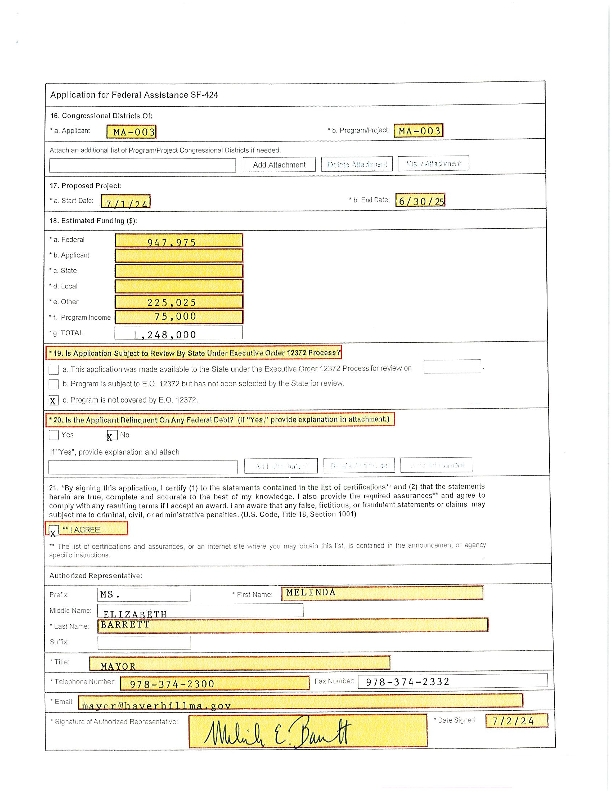 Application for Federal Assistance SF-424
16. Congressional Districts Of:
* a. Applicant MA-003 * b. Program/Project MA-003
Attach an additional list of Program/Project Congressional Districts if needed.
Add Attachment Delete Attachment View Attachment
17. Proposed Project:
* a. Start Date: 7/1/24 * b. End Date: 6/30/25
18. Estimated Funding ($):
* a. Federal 947,975
* b. Applicant
* c. State
* d. Local
* e. Other 225,025
* f. Program Income 75,000
* g. TOTAL 1,248,000
* 19. Is Application Subject to Review By State Under Executive Order 12372 Process?
a. This application was made available to the State under the Executive Order 12372 Process for review on .
b. Program is subject to E.O. 12372 but has not been selected by the State for review.
X c. Program is not covered by E.O. 12372.
* 20. Is the Applicant Delinquent On Any Federal Debt? (If "Yes," provide explanation in attachment.)
Yes X No
If "Yes", provide explanation and attach
21. *By signing this application, I certify (1) to the statements contained in the list of certifications** and (2) that the statements
herein are true, complete and accurate to the best of my knowledge. I also provide the required assurances** and agree to
comply with any resulting terms if I accept an award. I am aware that any false, fictitious, or fraudulent statements or claims may
subject me to criminal, civil, or administrative penalties. (U.S. Code, Title 18, Section 1001)
X ** I AGREE
** The list of certifications and assurances, or an internet site where you may obtain this list, is contained in the announcement or agency
specific instructions.
Authorized Representative:
Prefix: MS. * First Name: MELINDA
Middle Name: ELIZABETH
* Last Name: BARRETT
Suffix:
* Title: MAYOR
* Telephone Number: 978-374-2300 Fax Number: 978-374-2332
* Email: mayor@haverhillma.gov
* Signature of Authorized Representative: Melinda E. Barrett * Date Signed: 7/2/24